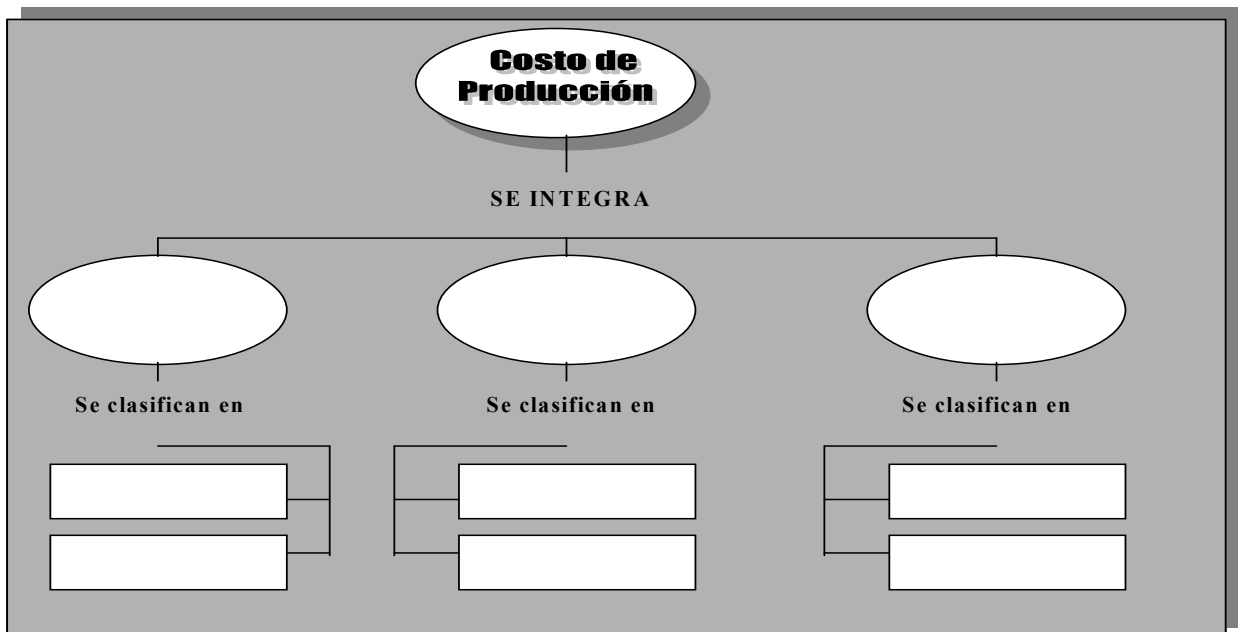 Costo de
Producción
SE INTEGRA
Se clasifican en
Se clasifican en
Se clasifican en